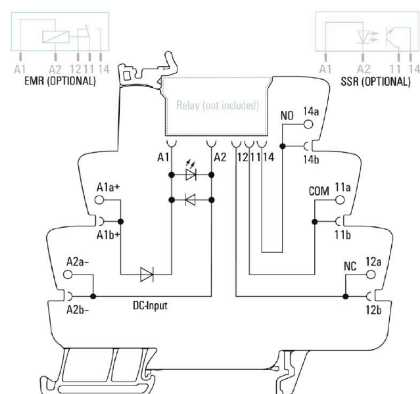 A1 A2 12 11 14
EMR (OPTIONAL)
A1 A2 11 14
SSR (OPTIONAL)
Relay (not included)
A1 A2 12 11 14
NO 14a
14b
A1a+
A1b+
COM 11a
11b
A2a–
A2b–
DC-Input
NC 12a
12b